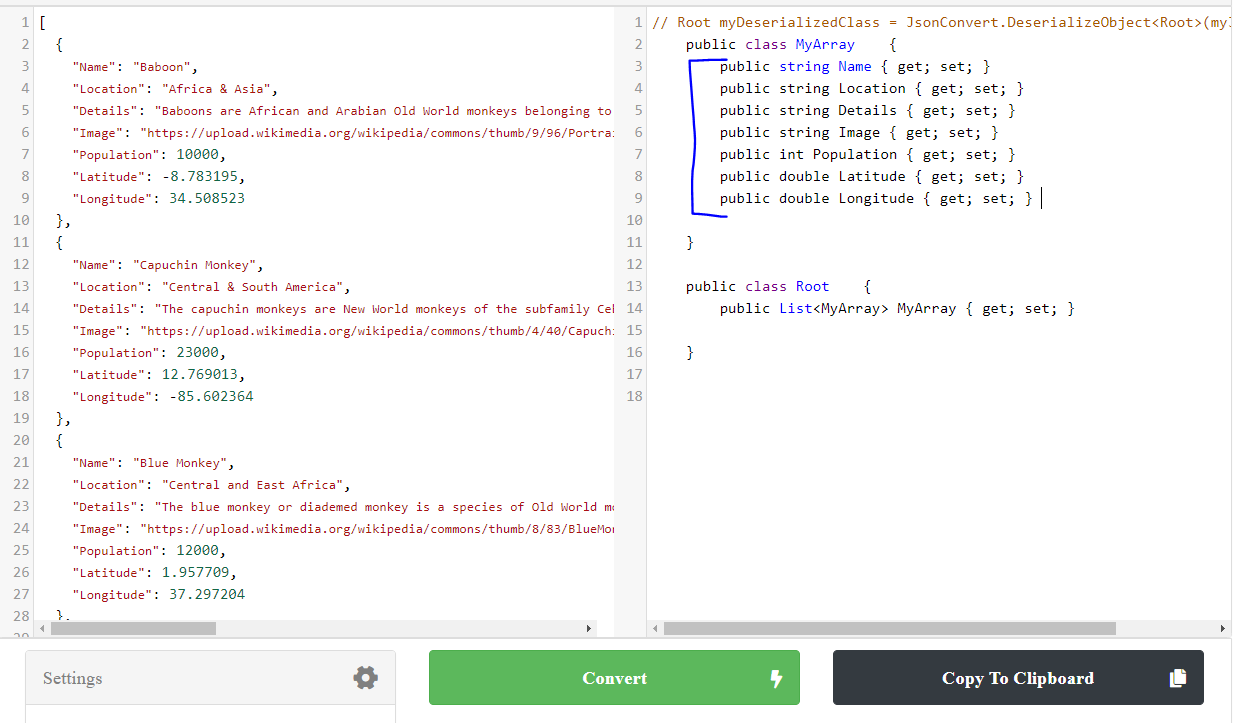 1 [
2 {
3 "Name": "Baboon",
4 "Location": "Africa & Asia",
5 "Details": "Baboons are African and Arabian Old World monkeys belonging to
6 "Image": "https://upload.wikimedia.org/wikipedia/commons/thumb/9/96/Portrai
7 "Population": 10000,
8 "Latitude": -8.783195,
9 "Longitude": 34.508523
10 },
11 {
12 "Name": "Capuchin Monkey",
13 "Location": "Central & South America",
14 "Details": "The capuchin monkeys are New World monkeys of the subfamily Ceb
15 "Image": "https://upload.wikimedia.org/wikipedia/commons/thumb/4/40/Capuchi
16 "Population": 23000,
17 "Latitude": 12.769013,
18 "Longitude": -85.602364
19 },
20 {
21 "Name": "Blue Monkey",
22 "Location": "Central and East Africa",
23 "Details": "The blue monkey or diademed monkey is a species of Old World mo
24 "Image": "https://upload.wikimedia.org/wikipedia/commons/thumb/8/83/BlueMon
25 "Population": 12000,
26 "Latitude": 1.957709,
27 "Longitude": 37.297204
28 },
1 // Root myDeserializedClass = JsonConvert.DeserializeObject<Root>(myJ
2 public class MyArray {
3 public string Name { get; set; }
4 public string Location { get; set; }
5 public string Details { get; set; }
6 public string Image { get; set; }
7 public int Population { get; set; }
8 public double Latitude { get; set; }
9 public double Longitude { get; set; }
10
11 }
12
13 public class Root {
14 public List<MyArray> MyArray { get; set; }
15
16 }
17
18
Settings
Convert
Copy To Clipboard